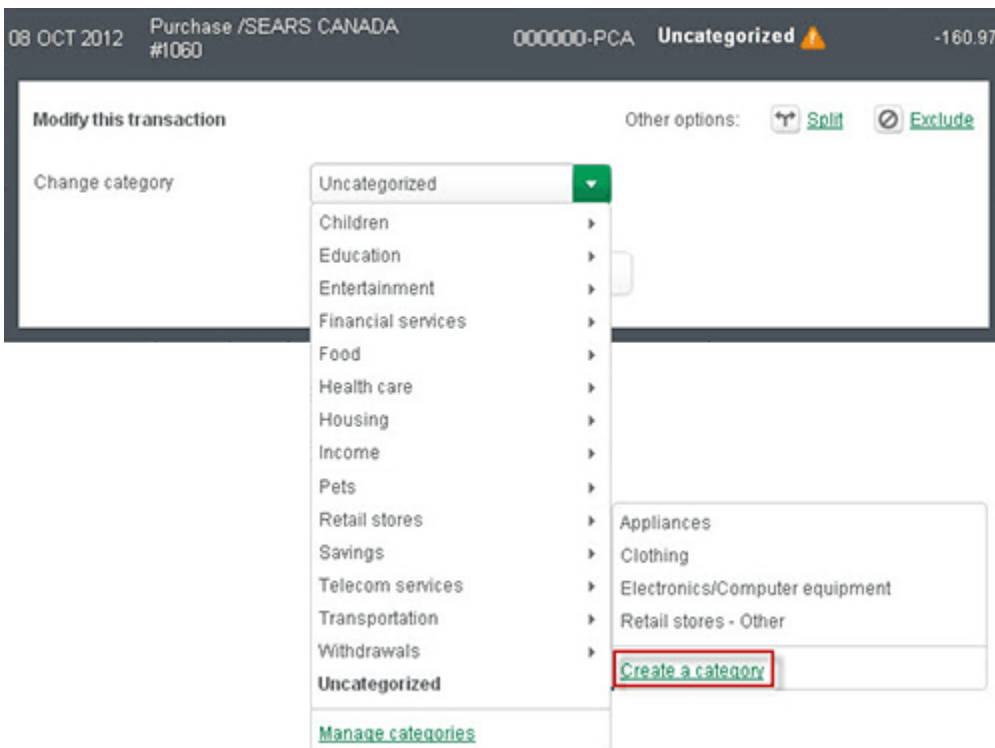 08 OCT 2012 Purchase /SEARS CANADA #1060 000000-PCA Uncategorized -160.97
Modify this transaction Other options: Split Exclude
Change category Uncategorized
Children
Education
Entertainment
Financial services
Food
Health care
Housing
Income
Pets
Retail stores
Savings
Telecom services
Transportation
Withdrawals
Uncategorized
Manage categories
Appliances
Clothing
Electronics/Computer equipment
Retail stores - Other
Create a category